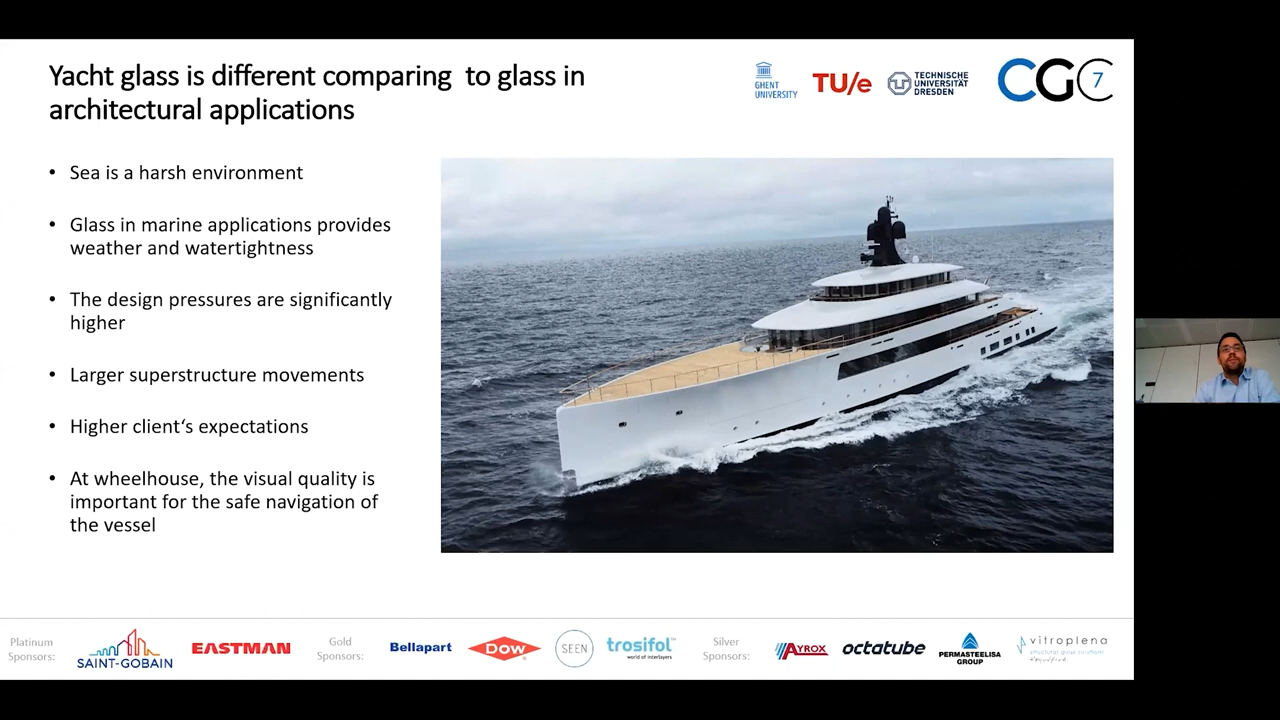 Yacht glass is different comparing to glass in
architectural applications
GHENT
UNIVERSITY
TU/e
TECHNISCHE
UNIVERSITÄT
DRESDEN
CGC 7
• Sea is a harsh environment
• Glass in marine applications provides
weather and watertightness
• The design pressures are significantly
higher
• Larger superstructure movements
• Higher client‘s expectations
• At wheelhouse, the visual quality is
important for the safe navigation of
the vessel
Platinum
Sponsors:
SAINT-GOBAIN
EASTMAN
Gold
Sponsors:
Bellapart
Dow
SEEN
trosifol™
world of interlayers
Silver
Sponsors:
AYROX
octatube
PERMASTEELISA
GROUP
vitroplena
structural glass solutions